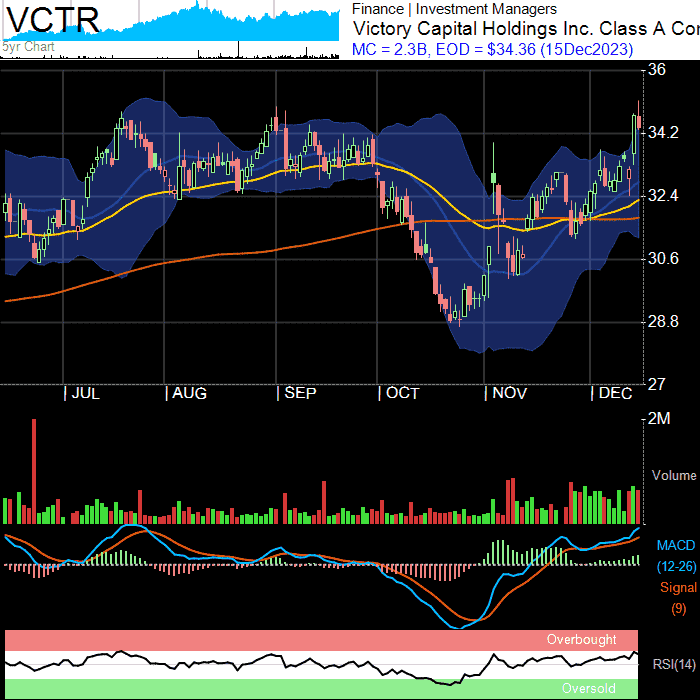 VCTR
5yr Chart
Finance | Investment Managers
Victory Capital Holdings Inc. Class A Cor
MC = 2.3B, EOD = $34.36 (15Dec2023)
36
34.2
32.4
30.6
28.8
27
| JUL | AUG | SEP | OCT | NOV | DEC
2M
Volume
MACD
(12-26)
Signal
(9)
Overbought
RSI(14)
Oversold